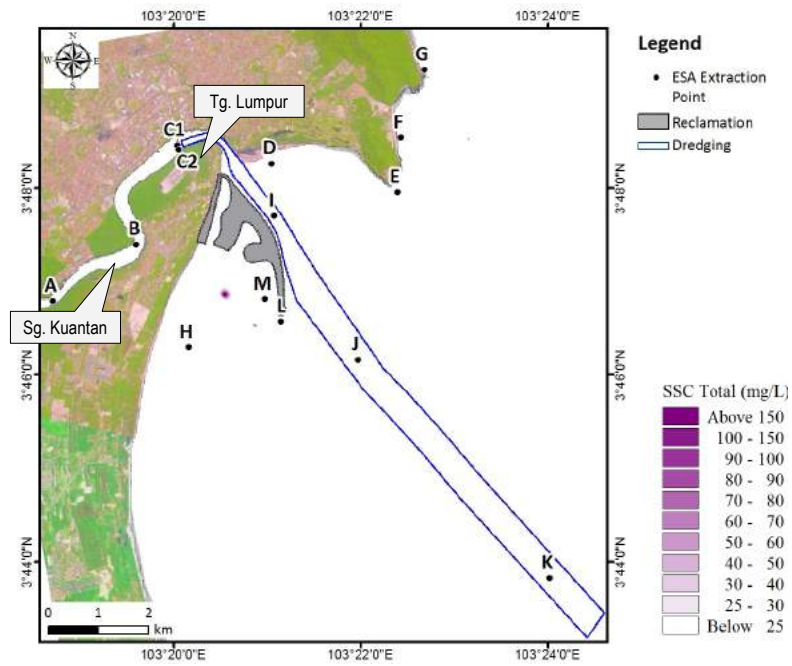 103°20'0"E 103°22'0"E 103°24'0"E
N
W E
S
G
Legend
ESA Extraction
Point
Reclamation
Dredging
Tg. Lumpur
C1
C2
F
D
E
3°48'0"N
3°48'0"N
I
B
A
M
L
Sg. Kuantan
H
J
3°46'0"N
3°46'0"N
SSC Total (mg/L)
Above 150
100 - 150
90 - 100
80 - 90
70 - 80
60 - 70
50 - 60
40 - 50
30 - 40
25 - 30
Below 25
K
3°44'0"N
3°44'0"N
0 1 2
km
103°20'0"E 103°22'0"E 103°24'0"E